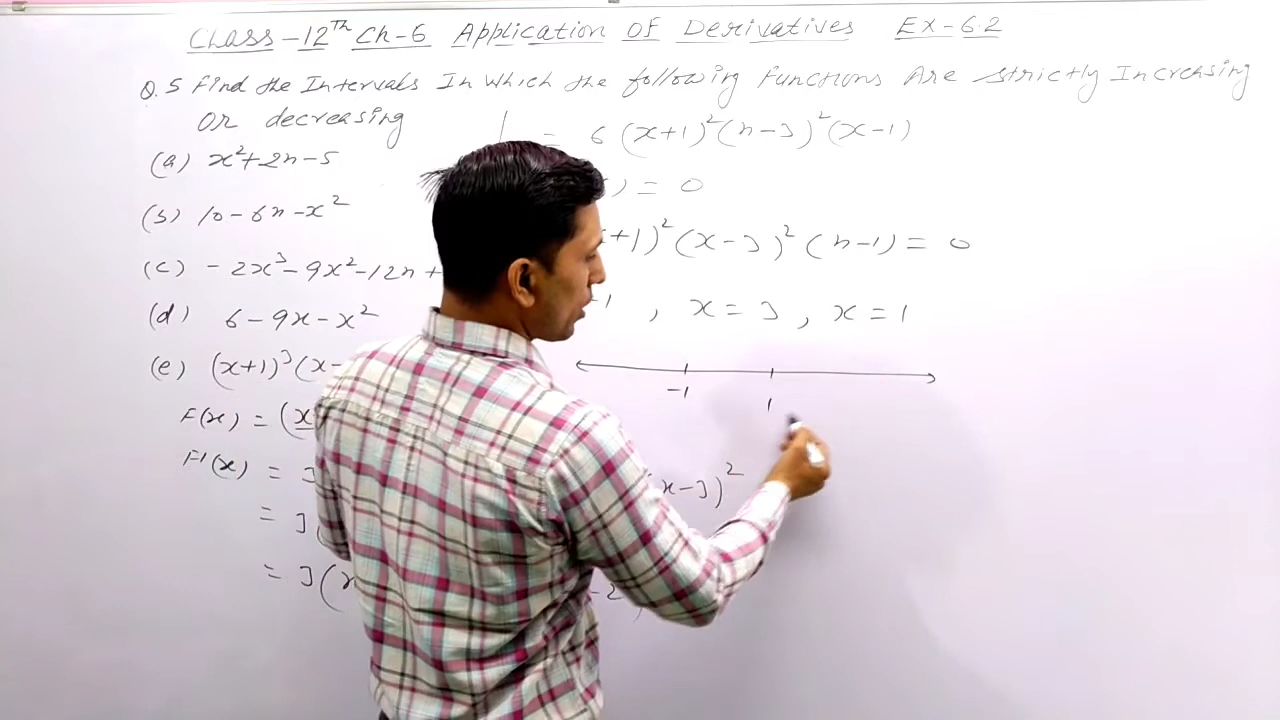 Class-12th Ch-6 Application of Derivatives Ex-6.2
Q.5 Find the Intervals In which the following Functions Are Strictly Increasing
or decreasing
(a) x²+2x-5
(b) 10-6x-x²
(c) -2x³-9x²-12x+
(d) 6-9x-x²
(e) (x+1)³(x-
F(x) = (x
F'(x) = 3
= 3(
= 3(x
= 6(x+1)²(x-3)²(x-1)
) = 0
+1)²(x-3)²(x-1) = 0
-1, x=3, x=1
-1 1
(x-3)²
-2)